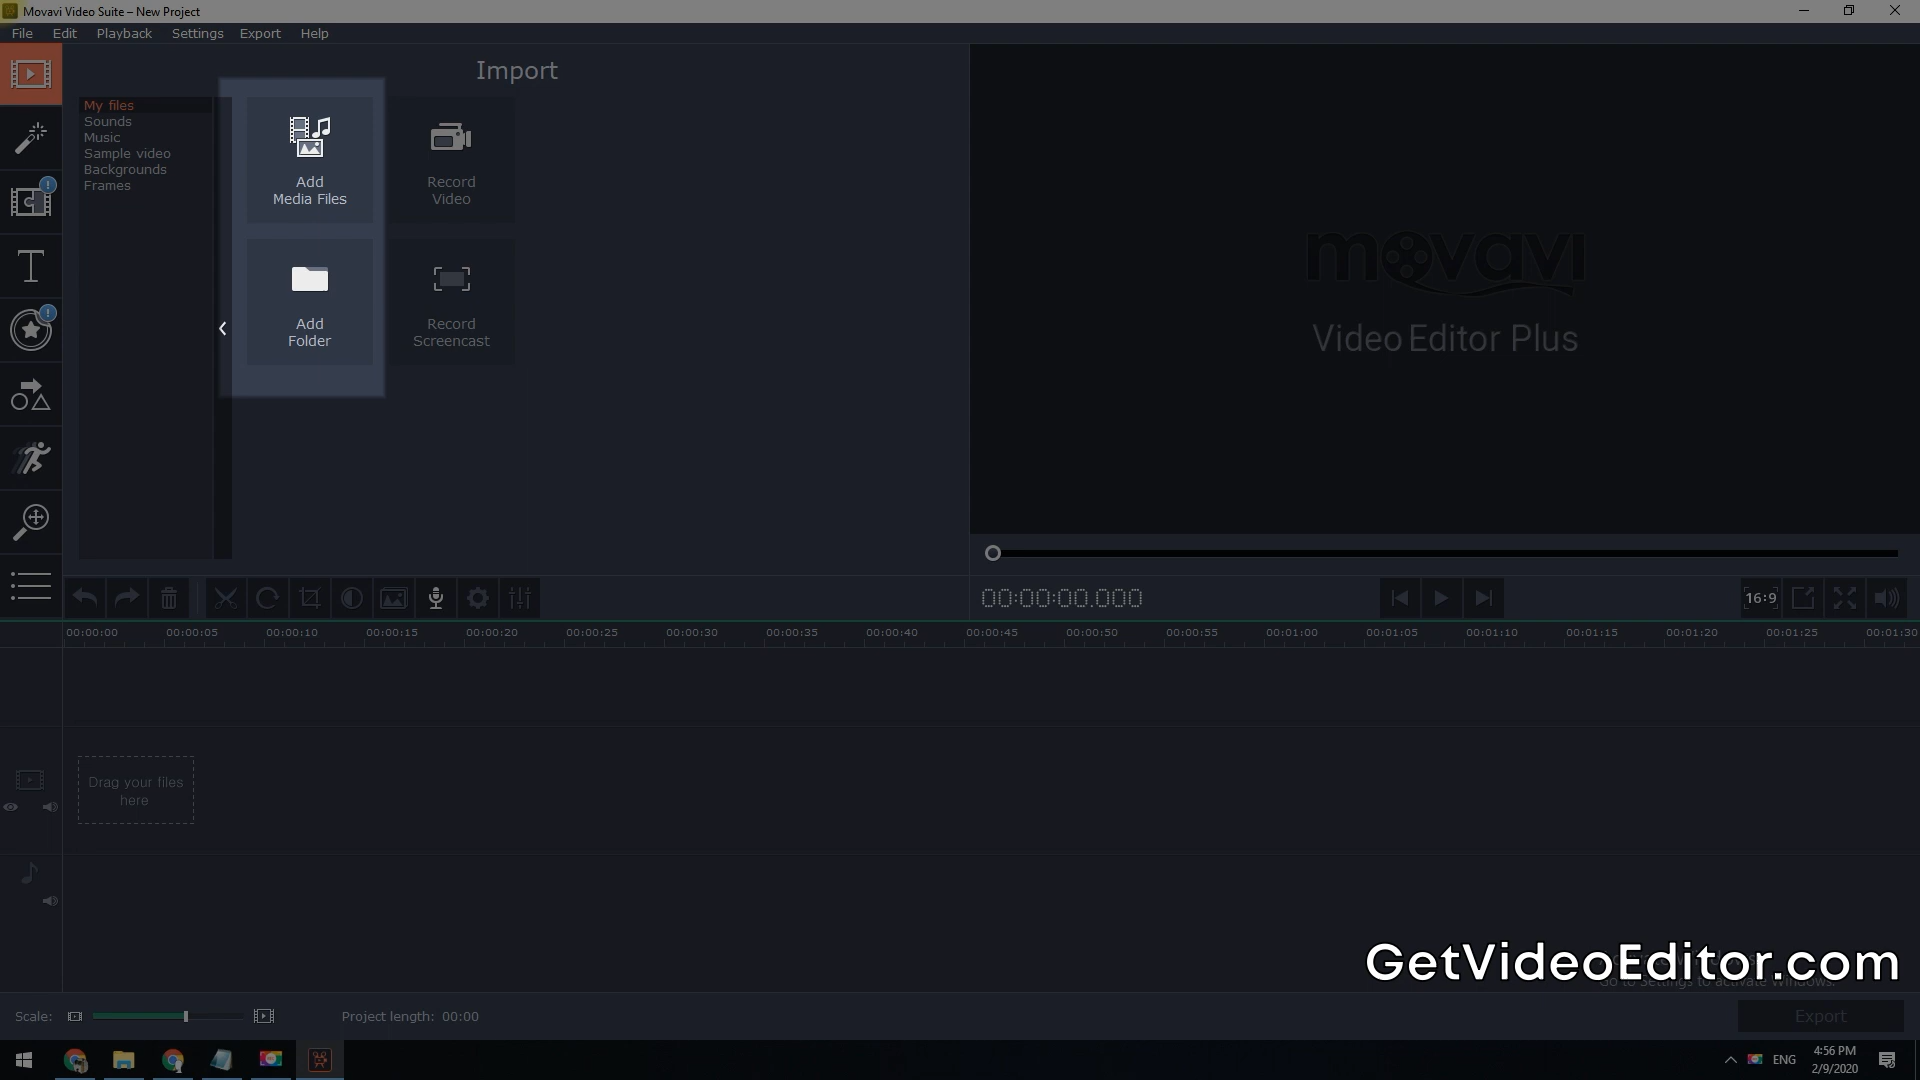 Movavi Video Suite – New Project
File Edit Playback Settings Export Help
Import
My files
Sounds
Music
Sample video
Backgrounds
Frames
Add
Media Files
Record
Video
Add
Folder
Record
Screencast
movavi
Video Editor Plus
00:00:00.000
16:9
00:00:00 00:00:05 00:00:10 00:00:15 00:00:20 00:00:25 00:00:30 00:00:35 00:00:40 00:00:45 00:00:50 00:00:55 00:01:00 00:01:05 00:01:10 00:01:15 00:01:20 00:01:25 00:01:30
Drag your files
here
GetVideoEditor.com
Go to Settings to activate Windows.
Scale:
Project length: 00:00
Export
ENG
4:56 PM
2/9/2020